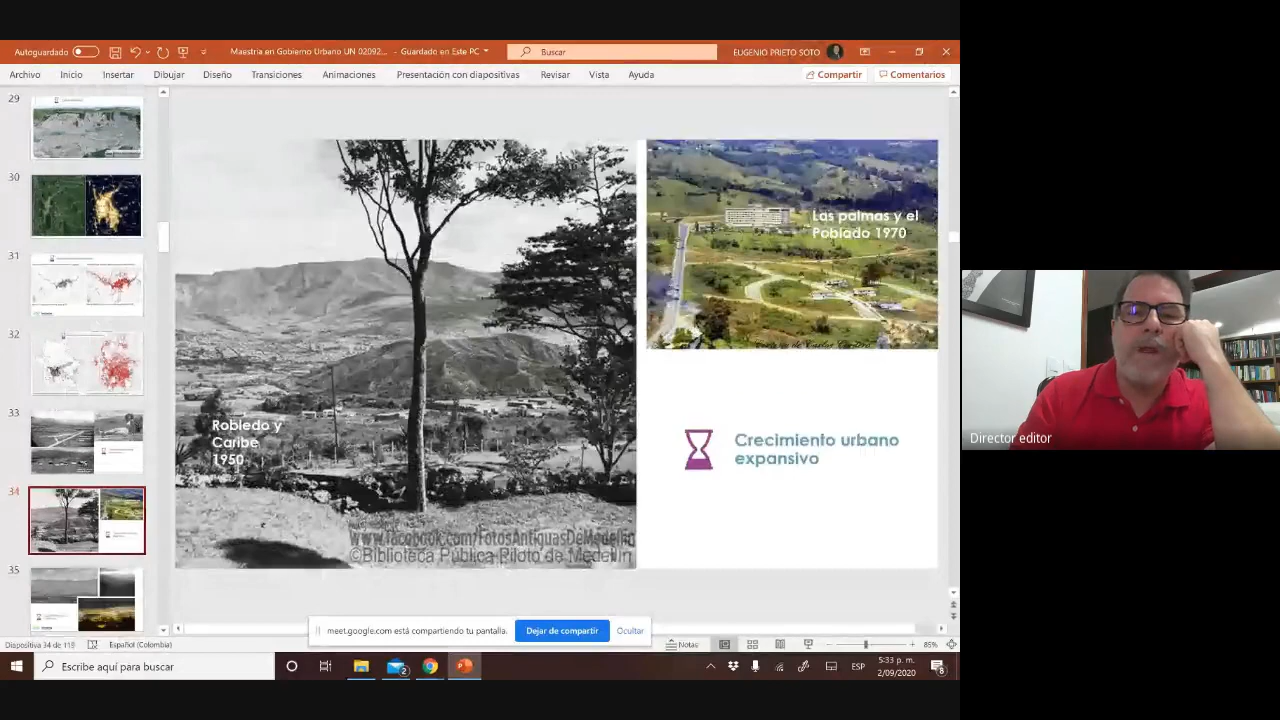 Autoguardado
Maestría en Gobierno Urbano UN 02092... - Guardado en Este PC
Buscar
EUGENIO PRIETO SOTO
Archivo Inicio Insertar Dibujar Diseño Transiciones Animaciones Presentación con diapositivas Revisar Vista Ayuda
Compartir Comentarios
29
30
31
32
33
34
35
Las palmas y el
Poblado 1970
Robledo y
Caribe
1950
Crecimiento urbano
expansivo
www.facebook.com/FotosAntiguasDeMedellin
©Biblioteca Pública Piloto de Medellín
Director editor
meet.google.com está compartiendo tu pantalla.
Dejar de compartir
Ocultar
Diapositiva 34 de 119
Español (Colombia)
Notas
85%
Escribe aquí para buscar
2
ESP
5:33 p. m.
2/09/2020
8